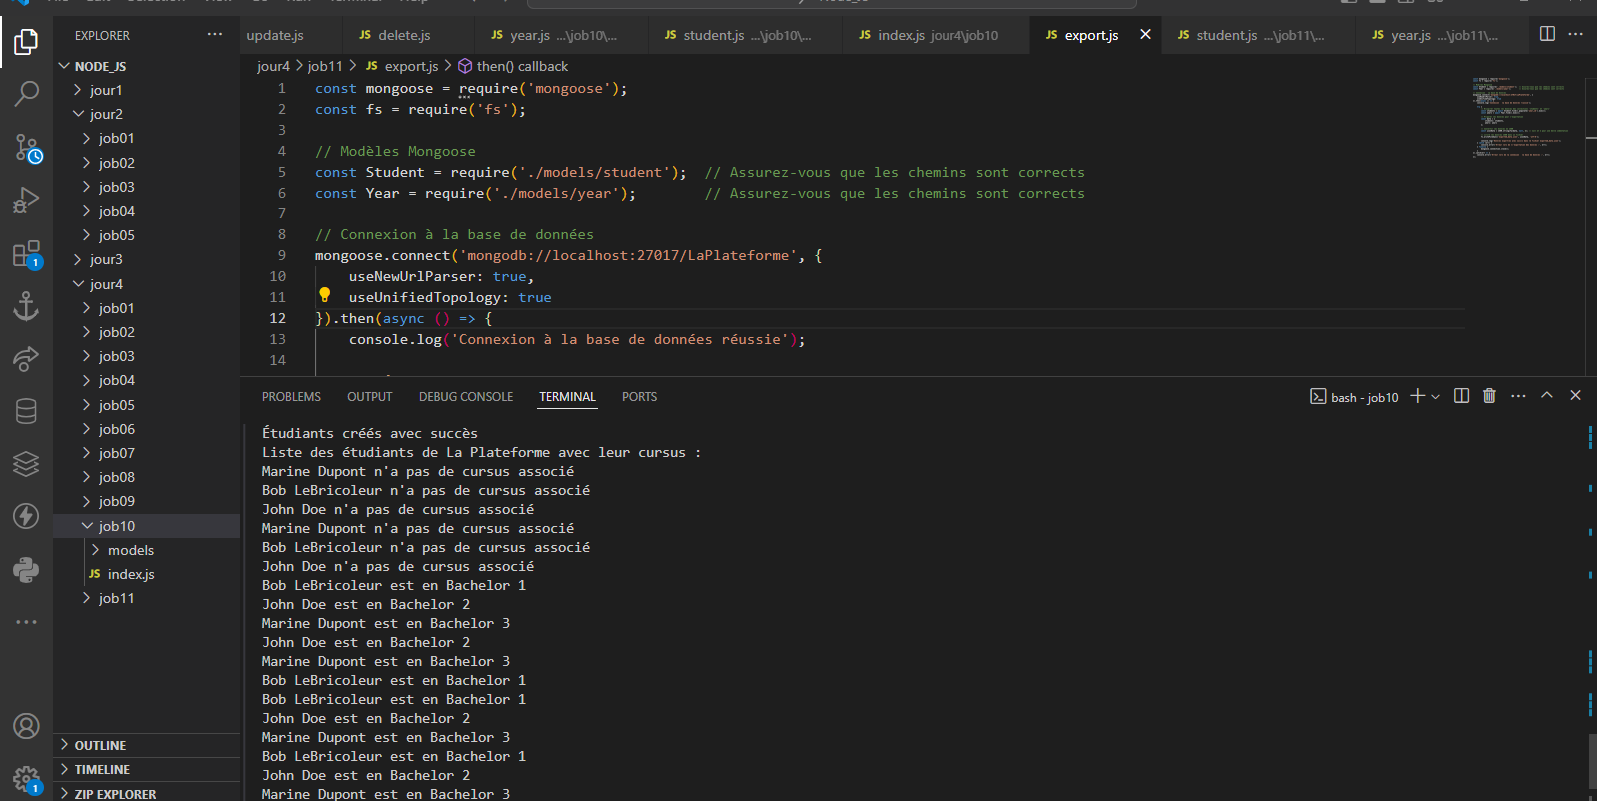 EXPLORER
update.js
JS delete.js
JS year.js ...\job10\...
JS student.js ...\job10\...
JS index.js jour4\job10
JS export.js
JS student.js ...\job11\...
JS year.js ...\job11\...
NODE_JS
jour1
jour2
job01
job02
job03
job04
job05
jour3
jour4
job01
job02
job03
job04
job05
job06
job07
job08
job09
job10
models
JS index.js
job11
OUTLINE
TIMELINE
ZIP EXPLORER
1
1
jour4 > job11 > JS export.js > then() callback
1 const mongoose = require('mongoose');
2 const fs = require('fs');
3
4 // Modèles Mongoose
5 const Student = require('./models/student');  // Assurez-vous que les chemins sont corrects
6 const Year = require('./models/year');        // Assurez-vous que les chemins sont corrects
7
8 // Connexion à la base de données
9 mongoose.connect('mongodb://localhost:27017/LaPlateforme', {
10 useNewUrlParser: true,
11 useUnifiedTopology: true
12 }).then(async () => {
13 console.log('Connexion à la base de données réussie');
14
PROBLEMS OUTPUT DEBUG CONSOLE TERMINAL PORTS
bash - job10
Étudiants créés avec succès
Liste des étudiants de La Plateforme avec leur cursus :
Marine Dupont n'a pas de cursus associé
Bob LeBricoleur n'a pas de cursus associé
John Doe n'a pas de cursus associé
Marine Dupont n'a pas de cursus associé
Bob LeBricoleur n'a pas de cursus associé
John Doe n'a pas de cursus associé
Bob LeBricoleur est en Bachelor 1
John Doe est en Bachelor 2
Marine Dupont est en Bachelor 3
John Doe est en Bachelor 2
Marine Dupont est en Bachelor 3
Bob LeBricoleur est en Bachelor 1
Bob LeBricoleur est en Bachelor 1
John Doe est en Bachelor 2
Marine Dupont est en Bachelor 3
Bob LeBricoleur est en Bachelor 1
John Doe est en Bachelor 2
Marine Dupont est en Bachelor 3